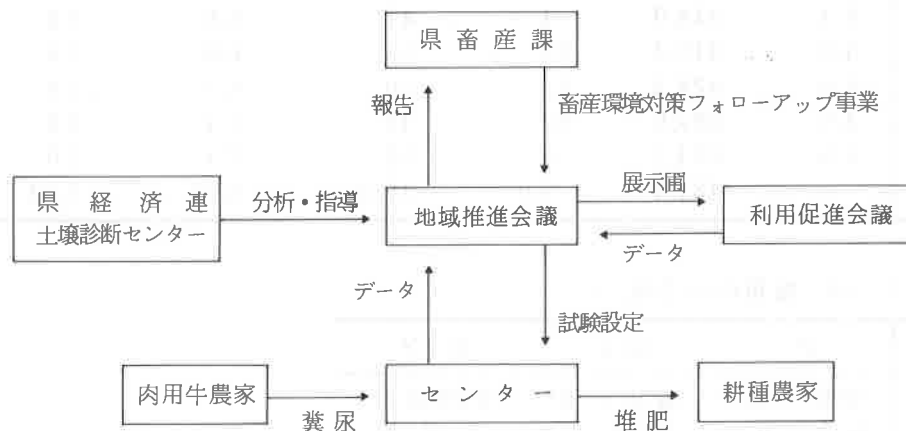 県畜産課
報告
畜産環境対策フォローアップ事業
県経済連
土壌診断センター
分析・指導
地域推進会議
展示圃
利用促進会議
データ
データ
試験設定
肉用牛農家
糞尿
センター
堆肥
耕種農家